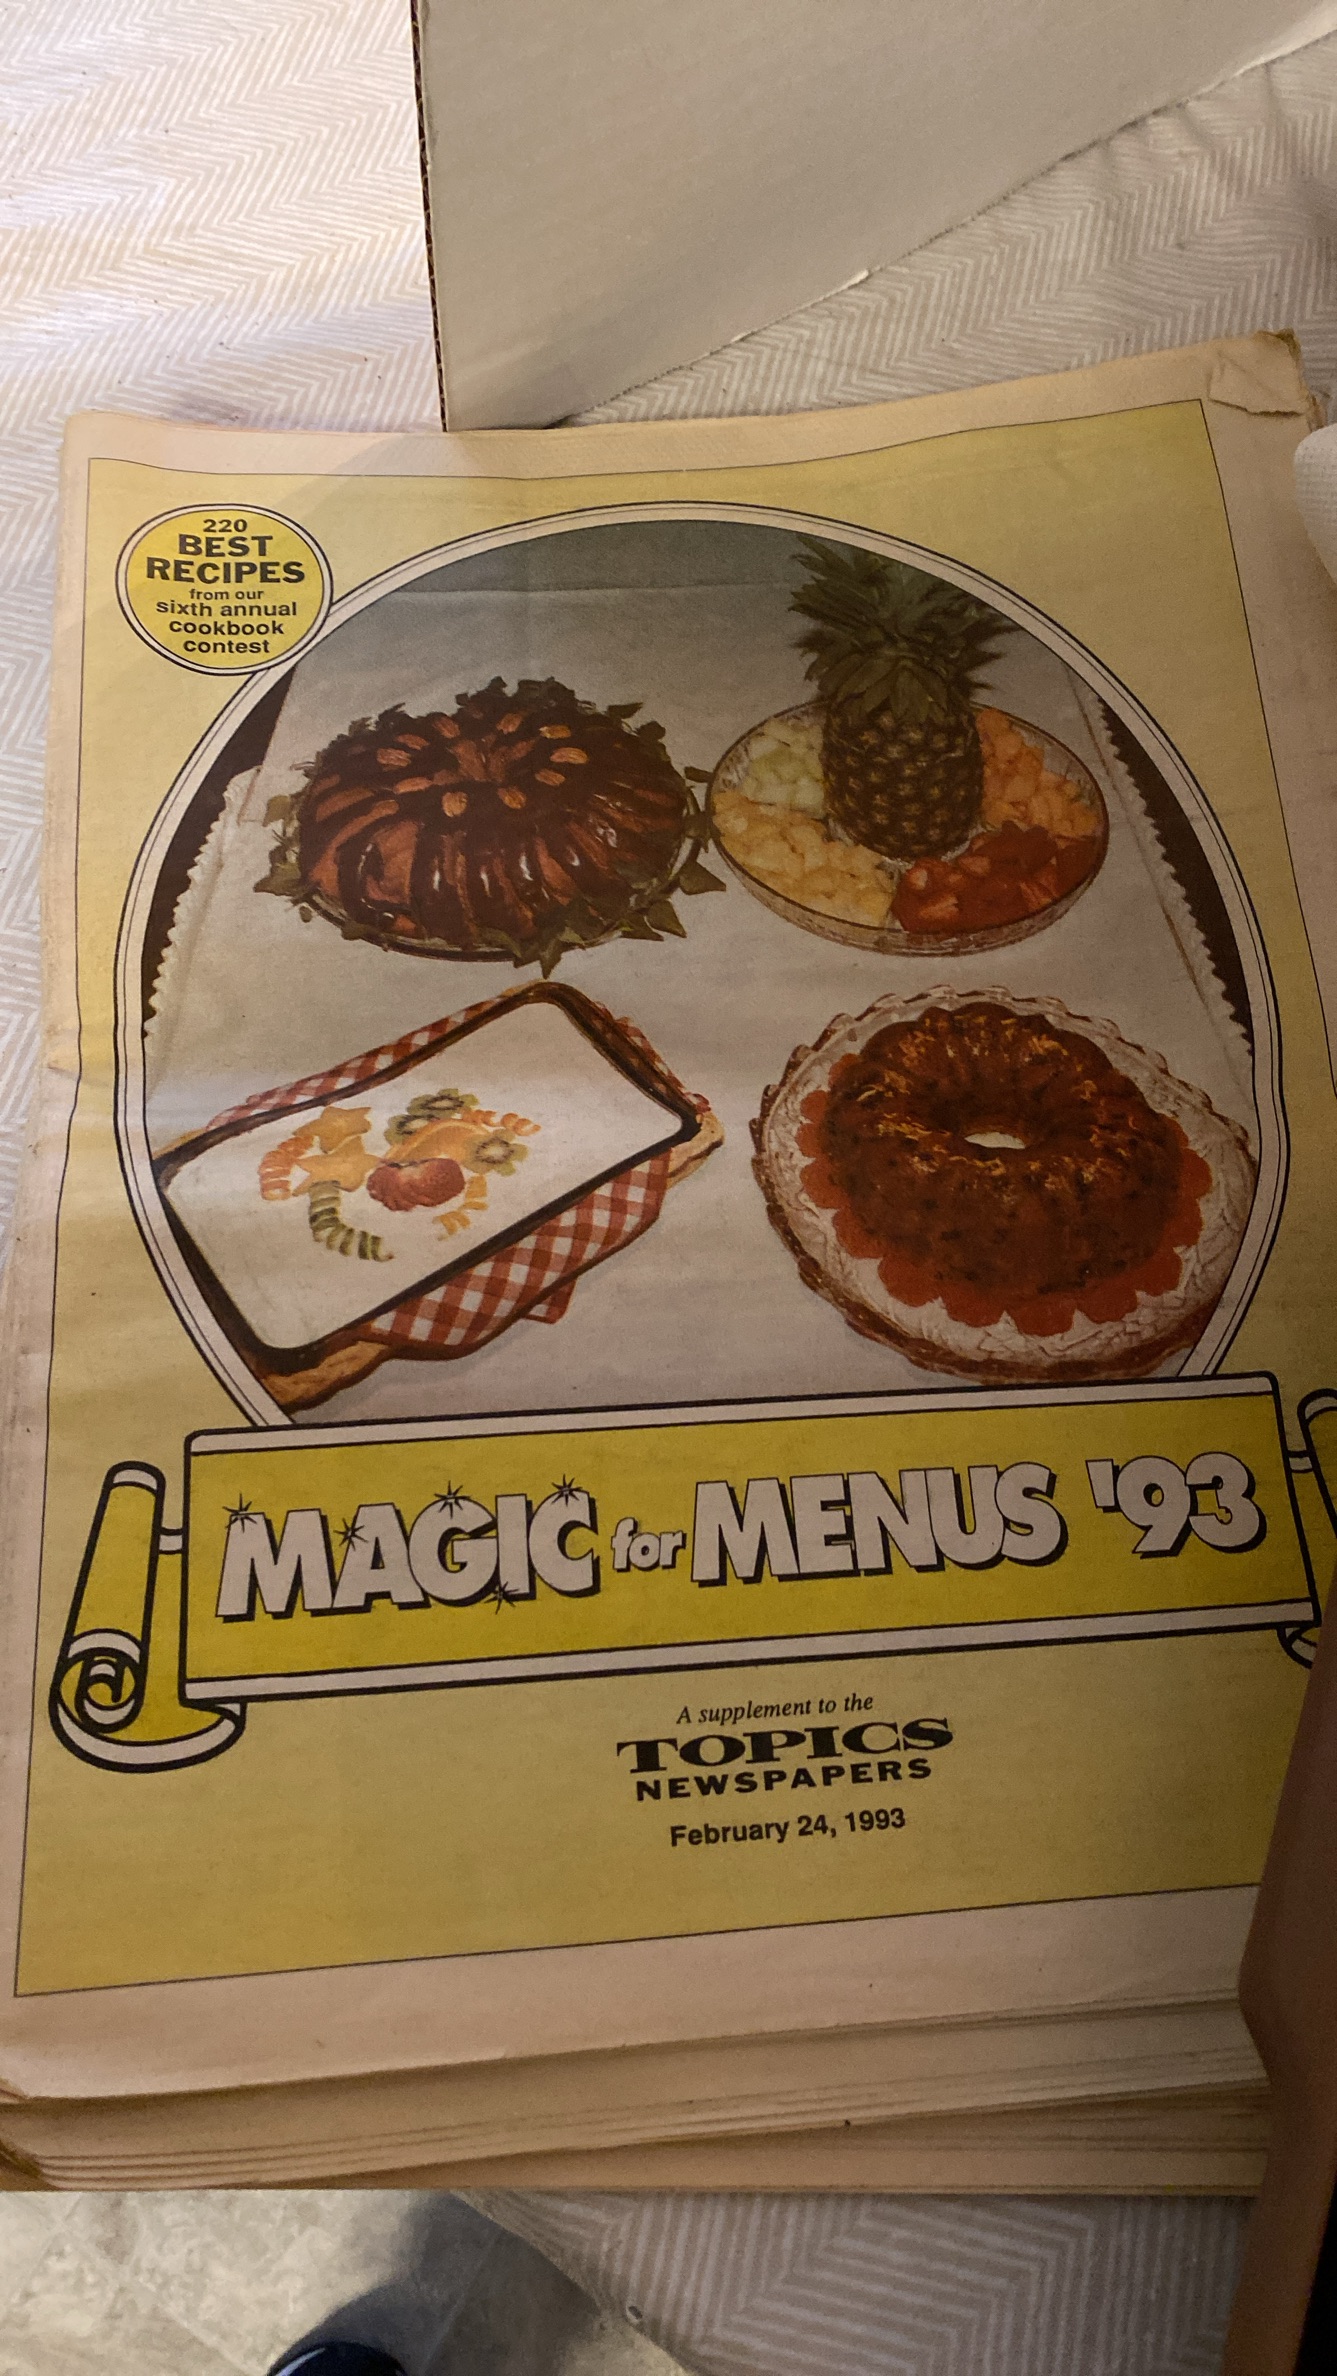 220
BEST
RECIPES
from our
sixth annual
cookbook
contest
MAGIC for MENUS '93
A supplement to the
TOPICS
NEWSPAPERS
February 24, 1993